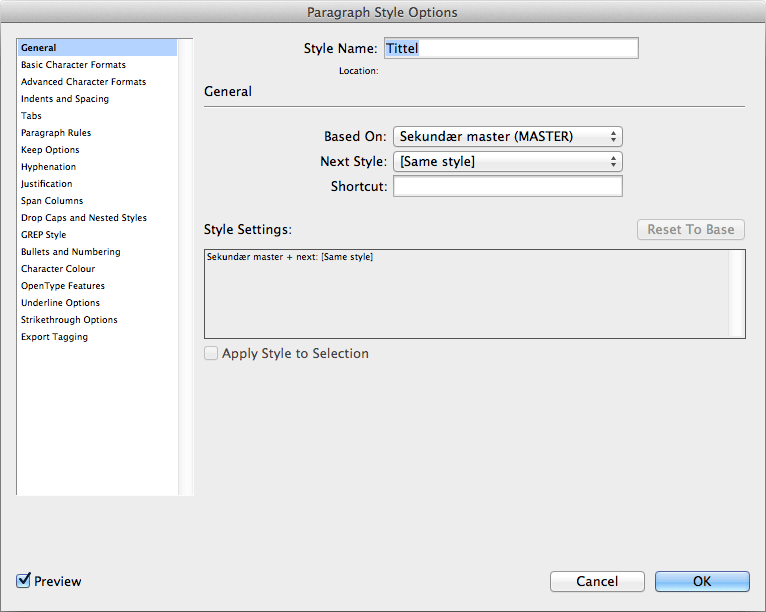 Paragraph Style Options
General
Basic Character Formats
Advanced Character Formats
Indents and Spacing
Tabs
Paragraph Rules
Keep Options
Hyphenation
Justification
Span Columns
Drop Caps and Nested Styles
GREP Style
Bullets and Numbering
Character Colour
OpenType Features
Underline Options
Strikethrough Options
Export Tagging
Style Name: Tittel
Location:
General
Based On: Sekundær master (MASTER)
Next Style: [Same style]
Shortcut:
Style Settings: Reset To Base
Sekundær master + next: [Same style]
Apply Style to Selection
Preview Cancel OK